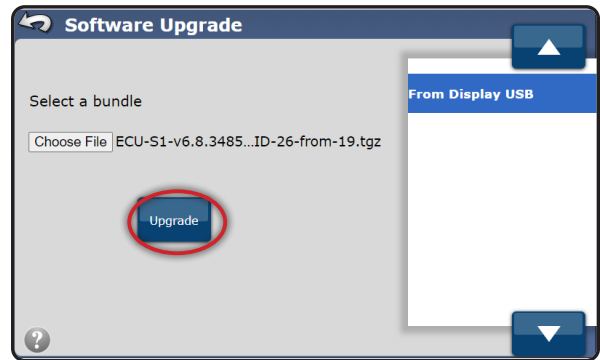 Software Upgrade
Select a bundle
Choose File ECU-S1-v6.8.3485...ID-26-from-19.tgz
Upgrade
From Display USB
?